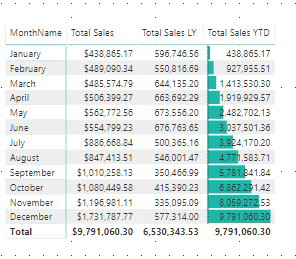 MonthName Total Sales Total Sales LY Total Sales YTD
January $438,865.17 596,746.56 438,865.17
February $489,090.34 550,816.69 927,955.51
March $485,574.79 644,135.20 1,413,530.30
April $506,399.27 663,692.29 1,919,929.57
May $562,772.56 673,556.20 2,482,702.13
June $554,799.23 676,763.65 3,037,501.36
July $886,668.84 500,365.16 3,924,170.20
August $847,413.51 546,001.47 4,771,583.71
September $1,010,258.13 350,466.99 5,781,841.84
October $1,080,449.58 415,390.23 6,862,291.42
November $1,196,981.11 335,095.09 8,059,272.53
December $1,731,787.77 577,314.00 9,791,060.30
Total $9,791,060.30 6,530,343.53 9,791,060.30